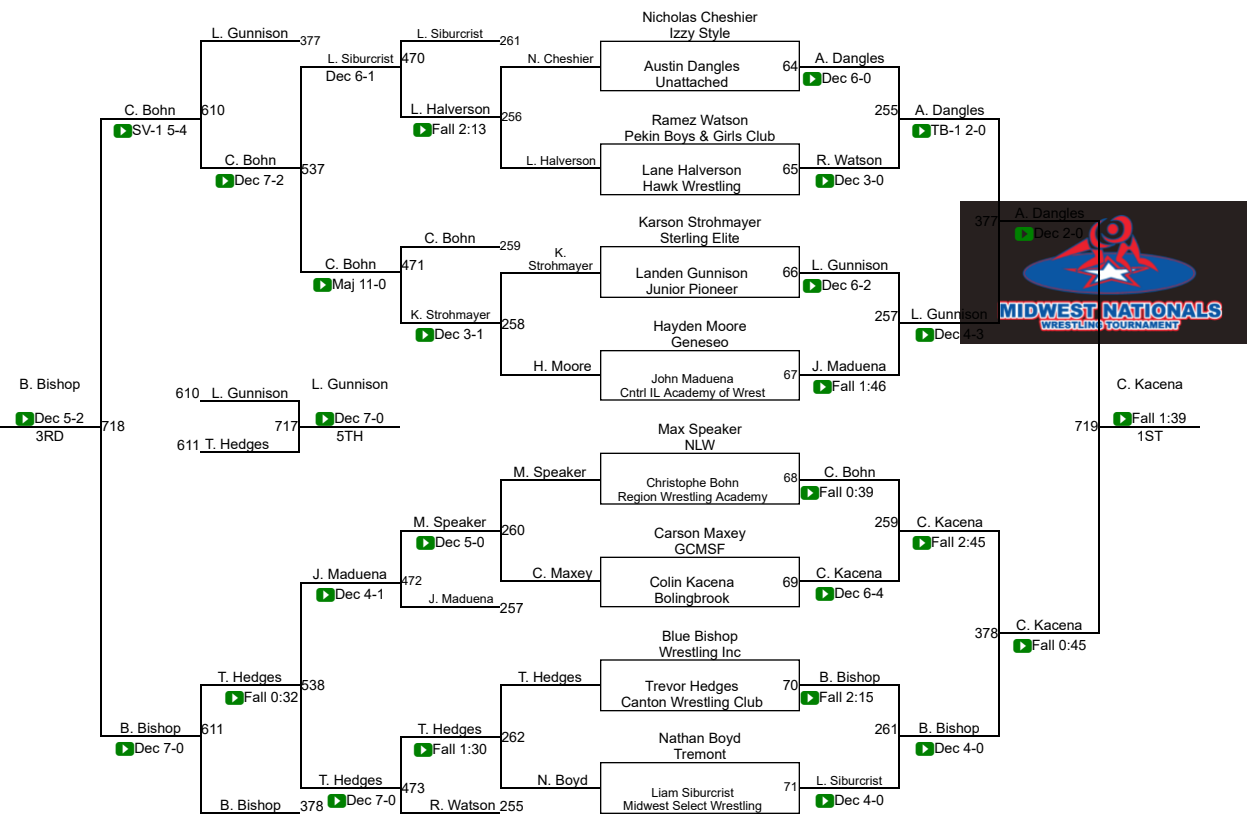 Nicholas Cheshier
Izzy Style
L. Gunnison 377
L. Siburcrist 261
L. Siburcrist 470
Dec 6-1
N. Cheshier
Austin Dangles 64
Unattached
A. Dangles
Dec 6-0
C. Bohn 610
SV-1 5-4
L. Halverson 256
Fall 2:13
Ramez Watson
Pekin Boys & Girls Club
255 A. Dangles
TB-1 2-0
C. Bohn 537
Dec 7-2
L. Halverson
Lane Halverson 65
Hawk Wrestling
R. Watson
Dec 3-0
Karson Strohmayer
Sterling Elite
377 A. Dangles
Dec 2-0
C. Bohn 259
C. Bohn 471
Maj 11-0
K.
Strohmayer
Landen Gunnison 66
Junior Pioneer
L. Gunnison
Dec 6-2
MIDWEST NATIONALS
WRESTLING TOURNAMENT
K. Strohmayer 258
Dec 3-1
Hayden Moore
Geneseo
257 L. Gunnison
Dec 4-3
H. Moore
John Maduena 67
Cntrl IL Academy of Wrest
J. Maduena
Fall 1:46
B. Bishop
Dec 5-2
3RD
718
610 L. Gunnison
611 T. Hedges
717
L. Gunnison
Dec 7-0
5TH
C. Kacena
719 Fall 1:39
1ST
Max Speaker
NLW
M. Speaker
Christophe Bohn 68
Region Wrestling Academy
C. Bohn
Fall 0:39
M. Speaker 260
Dec 5-0
Carson Maxey
GCMSF
259 C. Kacena
Fall 2:45
J. Maduena 472
Dec 4-1
J. Maduena 257
C. Maxey
Colin Kacena 69
Bolingbrook
C. Kacena
Dec 6-4
Blue Bishop
Wrestling Inc
378 C. Kacena
Fall 0:45
T. Hedges 538
Fall 0:32
T. Hedges
Trevor Hedges 70
Canton Wrestling Club
B. Bishop
Fall 2:15
B. Bishop 611
Dec 7-0
T. Hedges 262
Fall 1:30
Nathan Boyd
Tremont
261 B. Bishop
Dec 4-0
T. Hedges 473
Dec 7-0
N. Boyd
Liam Siburcrist 71
Midwest Select Wrestling
L. Siburcrist
Dec 4-0
B. Bishop 378
R. Watson 255